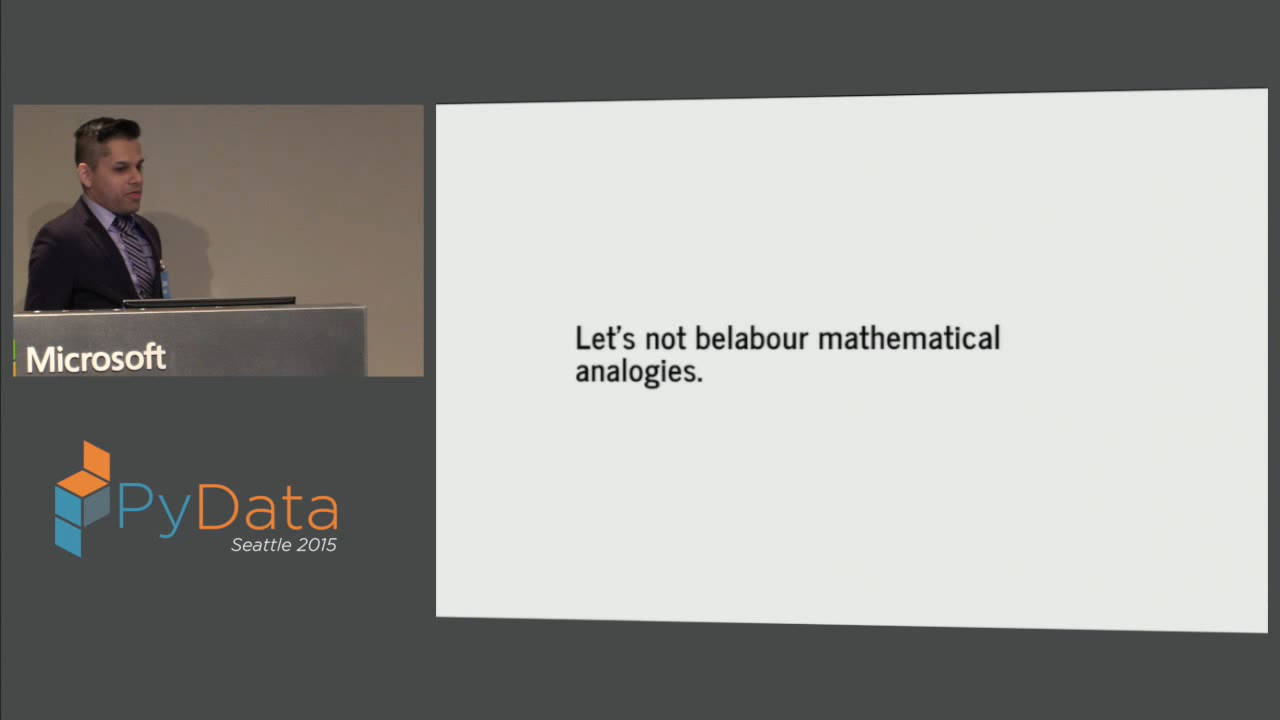 Microsoft
PyData
Seattle 2015
Let's not belabour mathematical
analogies.